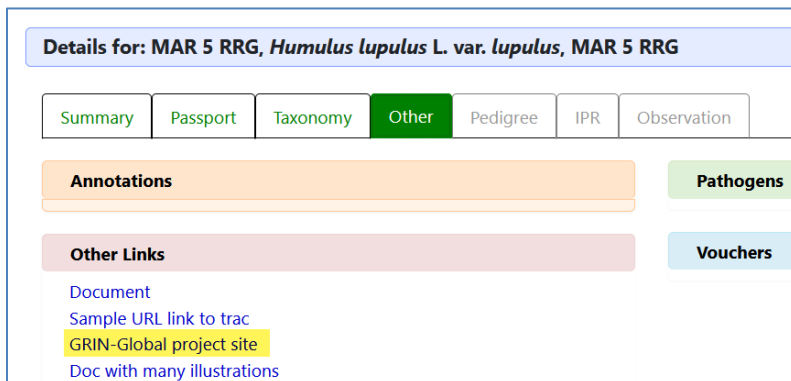 Details for: MAR 5 RRG, Humulus lupulus L. var. lupulus, MAR 5 RRG
Summary Passport Taxonomy Other Pedigree IPR Observation
Annotations
Pathogens
Other Links
Vouchers
Document
Sample URL link to trac
GRIN-Global project site
Doc with many illustrations